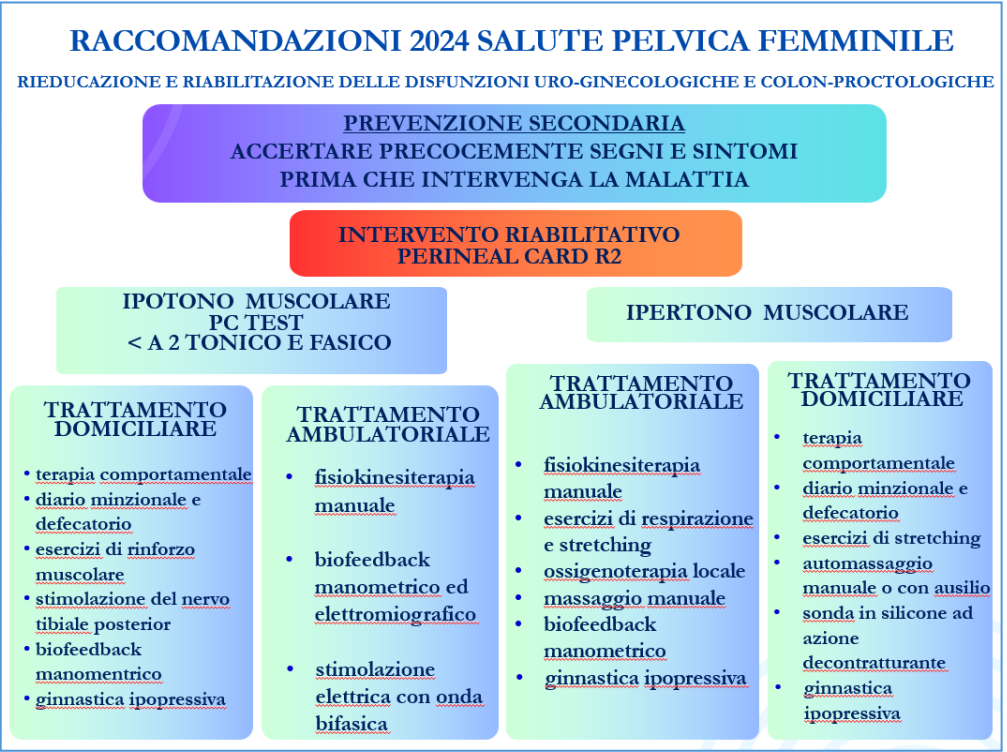 RACCOMANDAZIONI 2024 SALUTE PELVICA FEMMINILE
RIEDUCAZIONE E RIABILITAZIONE DELLE DISFUNZIONI URO-GINECOLOGICHE E COLON-PROCTOLOGICHE
PREVENZIONE SECONDARIA
ACCERTARE PRECOCEMENTE SEGNI E SINTOMI
PRIMA CHE INTERVENGA LA MALATTIA
INTERVENTO RIABILITATIVO
PERINEAL CARD R2
IPOTONO MUSCOLARE
PC TEST
< A 2 TONICO E FASICO
IPERTONO MUSCOLARE
TRATTAMENTO
DOMICILIARE
• terapia comportamentale
• diario minzionale e
defecatorio
• esercizi di rinforzo
muscolare
• stimolazione del nervo
tibiale posterior
• biofeedback
manomentrico
• ginnastica ipopressiva
TRATTAMENTO
AMBULATORIALE
• fisiokinesiterapia
manuale
• biofeedback
manometrico ed
elettromiografico
• stimolazione
elettrica con onda
bifasica
TRATTAMENTO
AMBULATORIALE
• fisiokinesiterapia
manuale
• esercizi di respirazione
e stretching
• ossigenoterapia locale
• massaggio manuale
• biofeedback
manometrico
• ginnastica ipopressiva
TRATTAMENTO
DOMICILIARE
• terapia
comportamentale
• diario minzionale e
defecatorio
• esercizi di stretching
• automassaggio
manuale o con ausilio
• sonda in silicone ad
azione
decontratturante
• ginnastica
ipopressiva